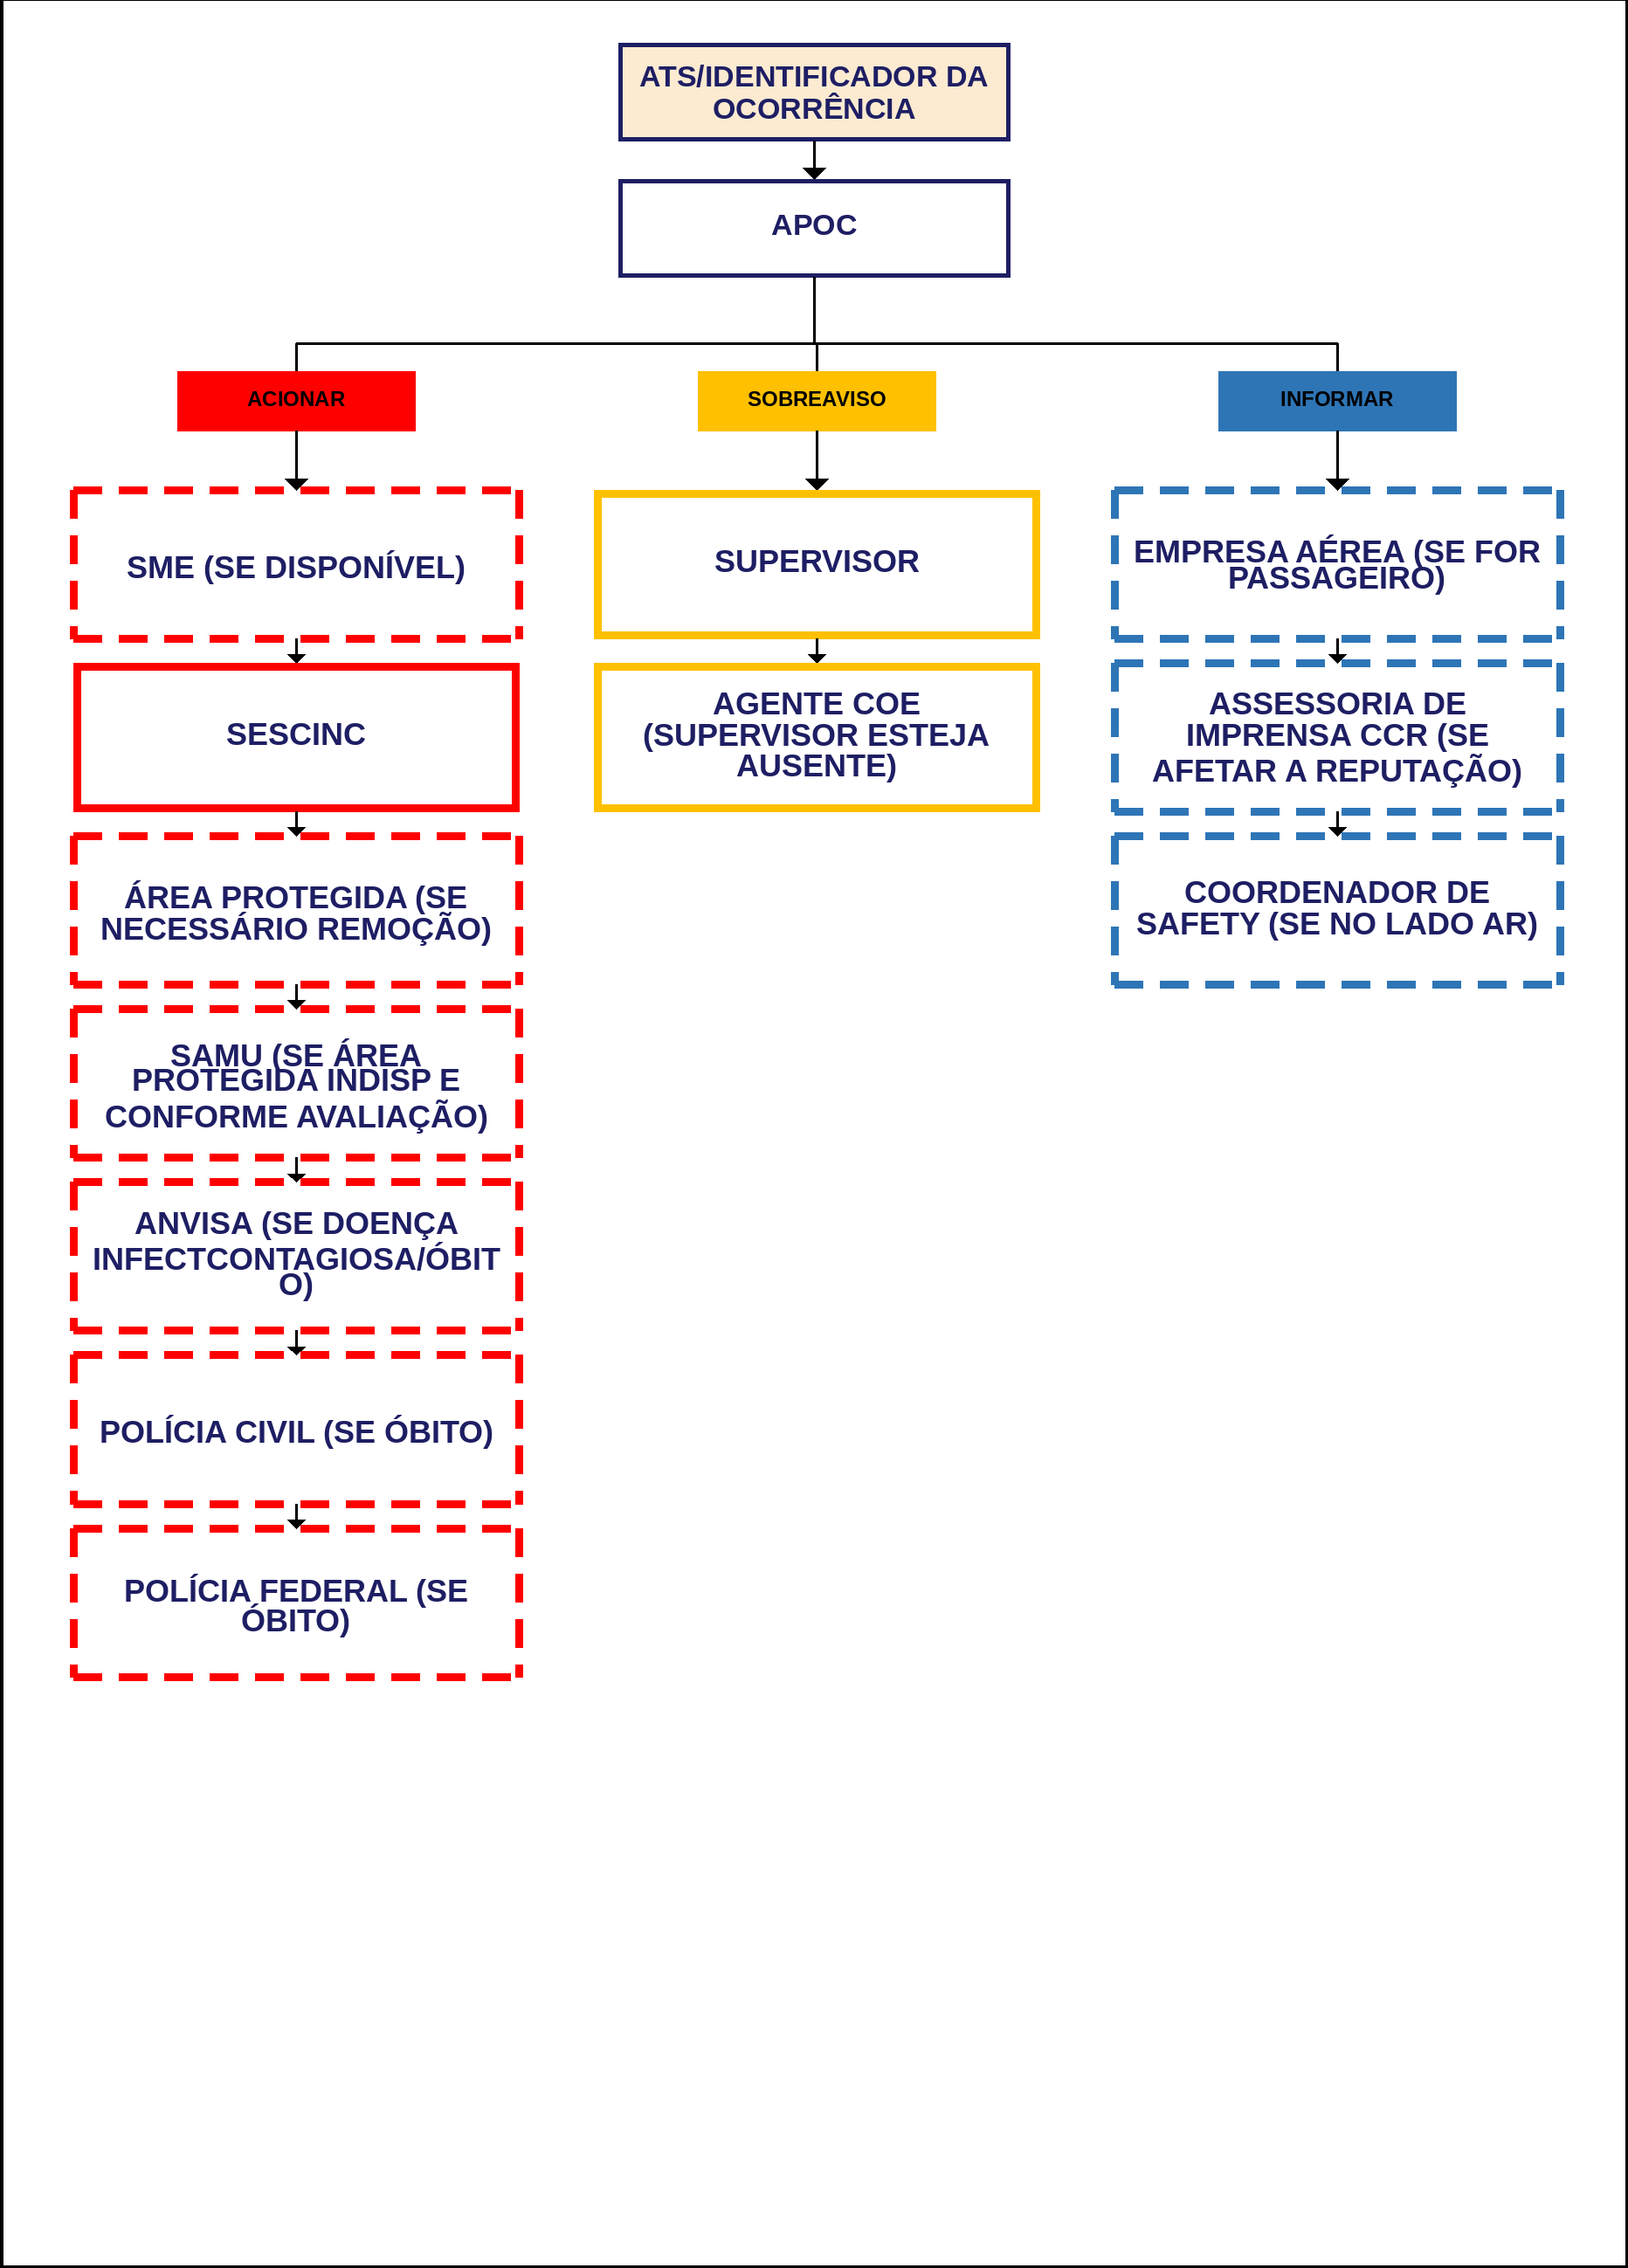 ATS/IDENTIFICADOR DA
OCORRÊNCIA
APOC
ACIONAR
SOBREAVISO
INFORMAR
SME (SE DISPONÍVEL)
SESCINC
ÁREA PROTEGIDA (SE
NECESSÁRIO REMOÇÃO)
SAMU (SE ÁREA
PROTEGIDA INDISP E
CONFORME AVALIAÇÃO)
ANVISA (SE DOENÇA
INFECTCONTAGIOSA/ÓBIT
O)
POLÍCIA CIVIL (SE ÓBITO)
POLÍCIA FEDERAL (SE
ÓBITO)
SUPERVISOR
AGENTE COE
(SUPERVISOR ESTEJA
AUSENTE)
EMPRESA AÉREA (SE FOR
PASSAGEIRO)
ASSESSORIA DE
IMPRENSA CCR (SE
AFETAR A REPUTAÇÃO)
COORDENADOR DE
SAFETY (SE NO LADO AR)